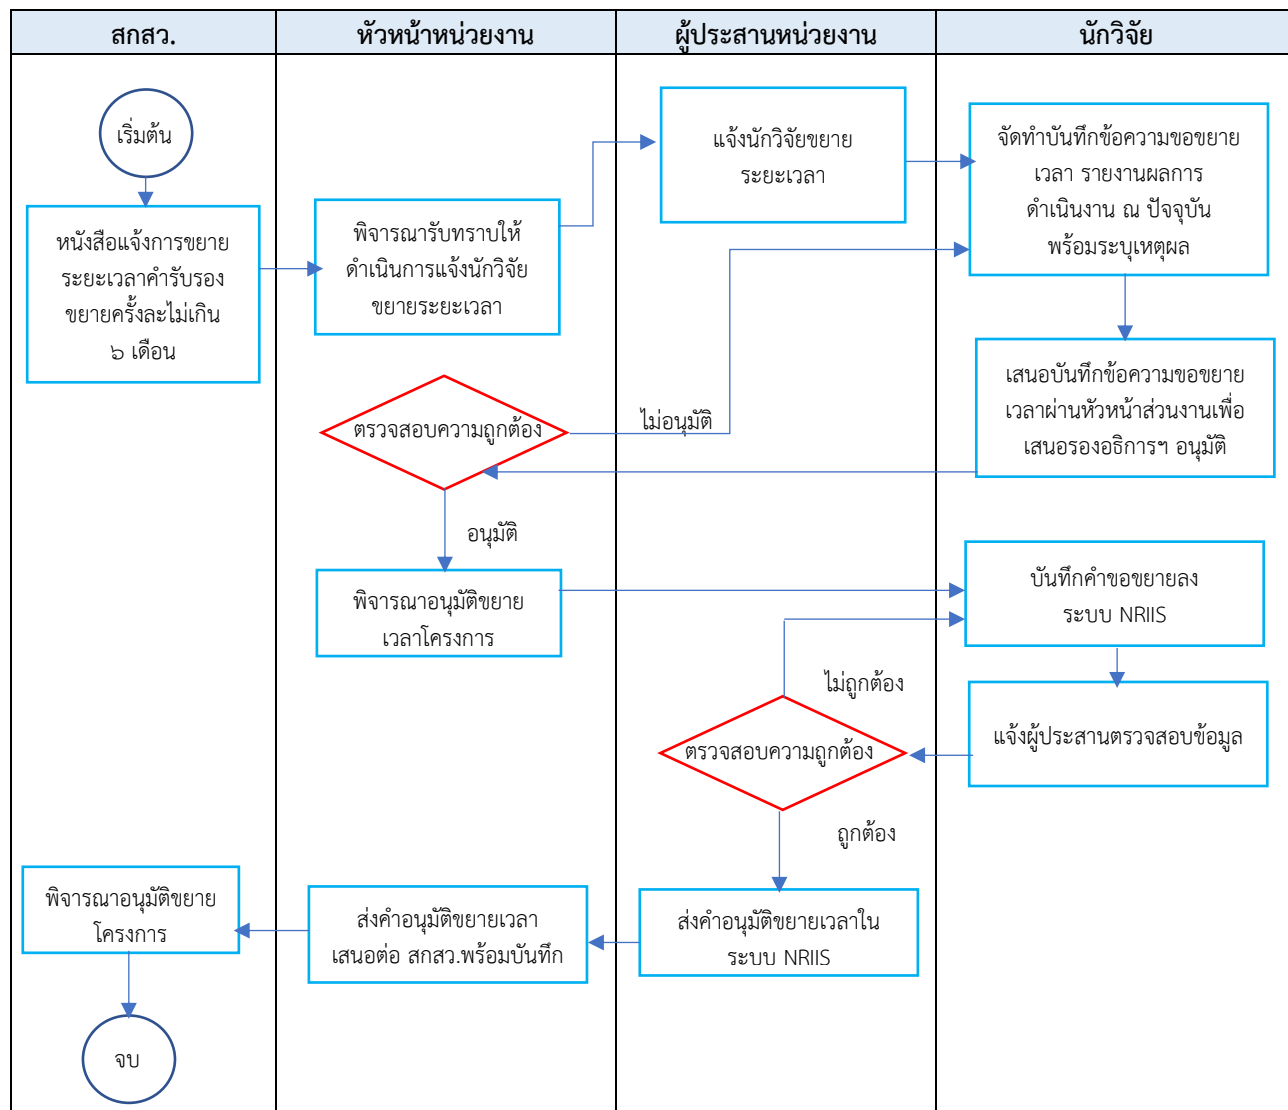 สกสว.
หัวหน้าหน่วยงาน
ผู้ประสานหน่วยงาน
นักวิจัย
เริ่มต้น
หนังสือแจ้งการขยาย
ระยะเวลาคำรับรอง
ขยายครั้งละไม่เกิน
๖ เดือน
พิจารณารับทราบให้
ดำเนินการแจ้งนักวิจัย
ขยายระยะเวลา
แจ้งนักวิจัยขยาย
ระยะเวลา
จัดทำบันทึกข้อความขอขยาย
เวลา รายงานผลการ
ดำเนินงาน ณ ปัจจุบัน
พร้อมระบุเหตุผล
เสนอบันทึกข้อความขอขยาย
เวลาผ่านหัวหน้าส่วนงานเพื่อ
เสนอรองอธิการฯ อนุมัติ
ตรวจสอบความถูกต้อง
ไม่อนุมัติ
อนุมัติ
พิจารณาอนุมัติขยาย
เวลาโครงการ
บันทึกคำขอขยายลง
ระบบ NRIIS
แจ้งผู้ประสานตรวจสอบข้อมูล
ไม่ถูกต้อง
ตรวจสอบความถูกต้อง
ถูกต้อง
ส่งคำอนุมัติขยายเวลาใน
ระบบ NRIIS
ส่งคำอนุมัติขยายเวลา
เสนอต่อ สกสว.พร้อมบันทึก
พิจารณาอนุมัติขยาย
โครงการ
จบ